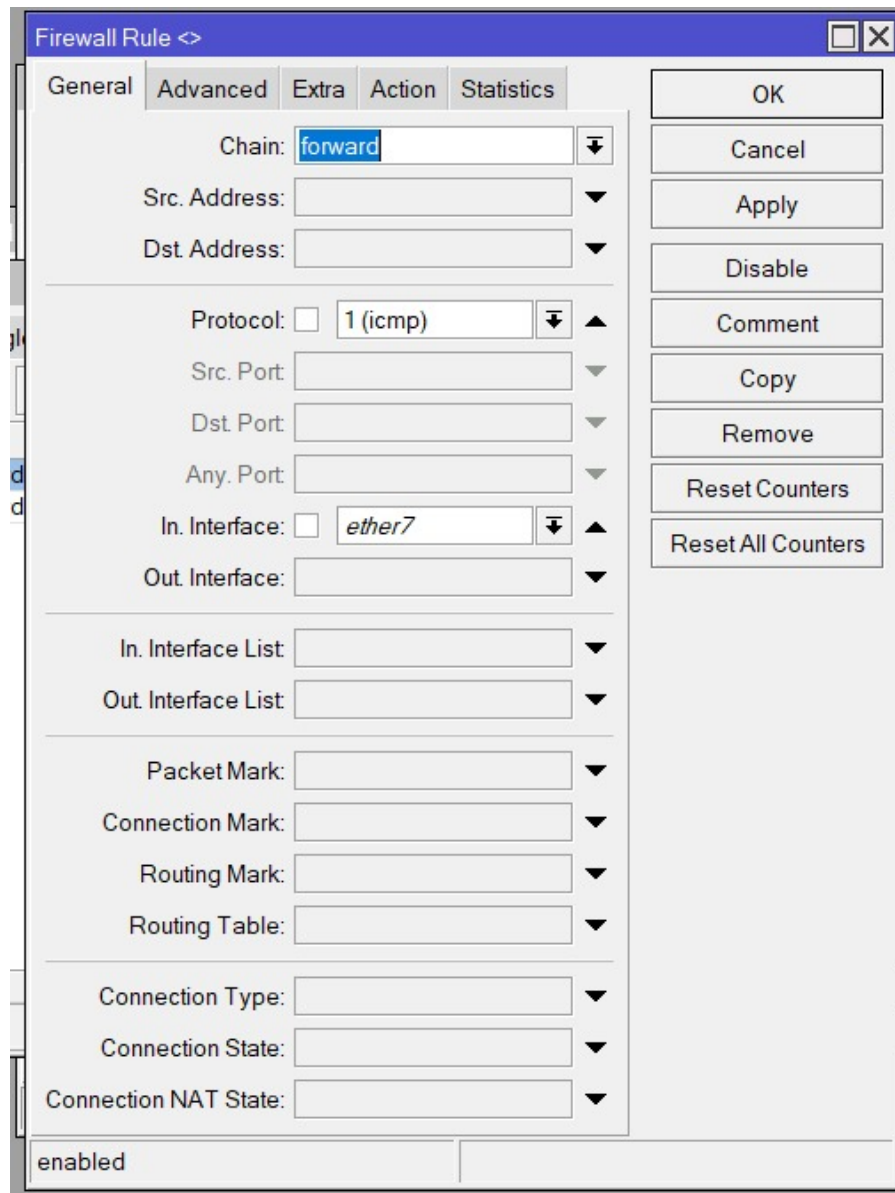 Firewall Rule <>
General Advanced Extra Action Statistics
OK
Cancel
Apply
Disable
Comment
Copy
Remove
Reset Counters
Reset All Counters
Chain: forward
Src. Address:
Dst. Address:
Protocol: 1 (icmp)
Src. Port:
Dst. Port:
Any. Port:
In. Interface: ether7
Out. Interface:
In. Interface List:
Out. Interface List:
Packet Mark:
Connection Mark:
Routing Mark:
Routing Table:
Connection Type:
Connection State:
Connection NAT State:
enabled